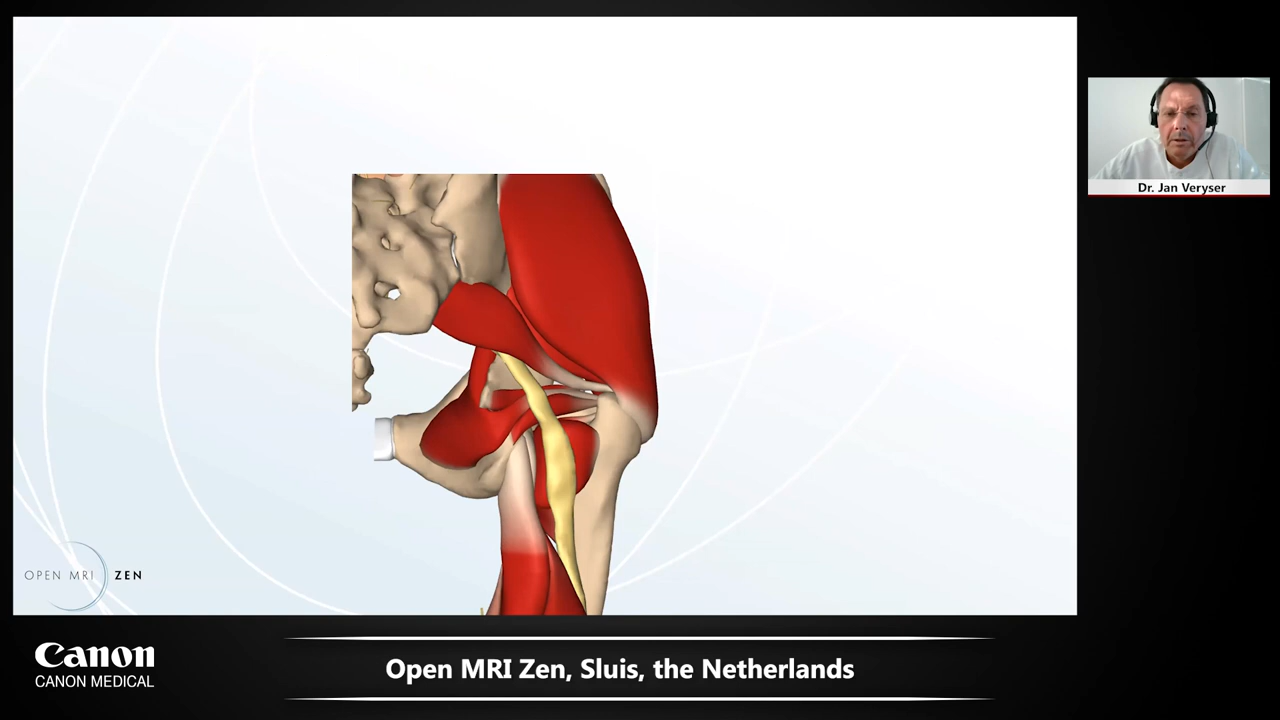 Dr. Jan Veryser
OPEN MRI ZEN
Canon
CANON MEDICAL
Open MRI Zen, Sluis, the Netherlands